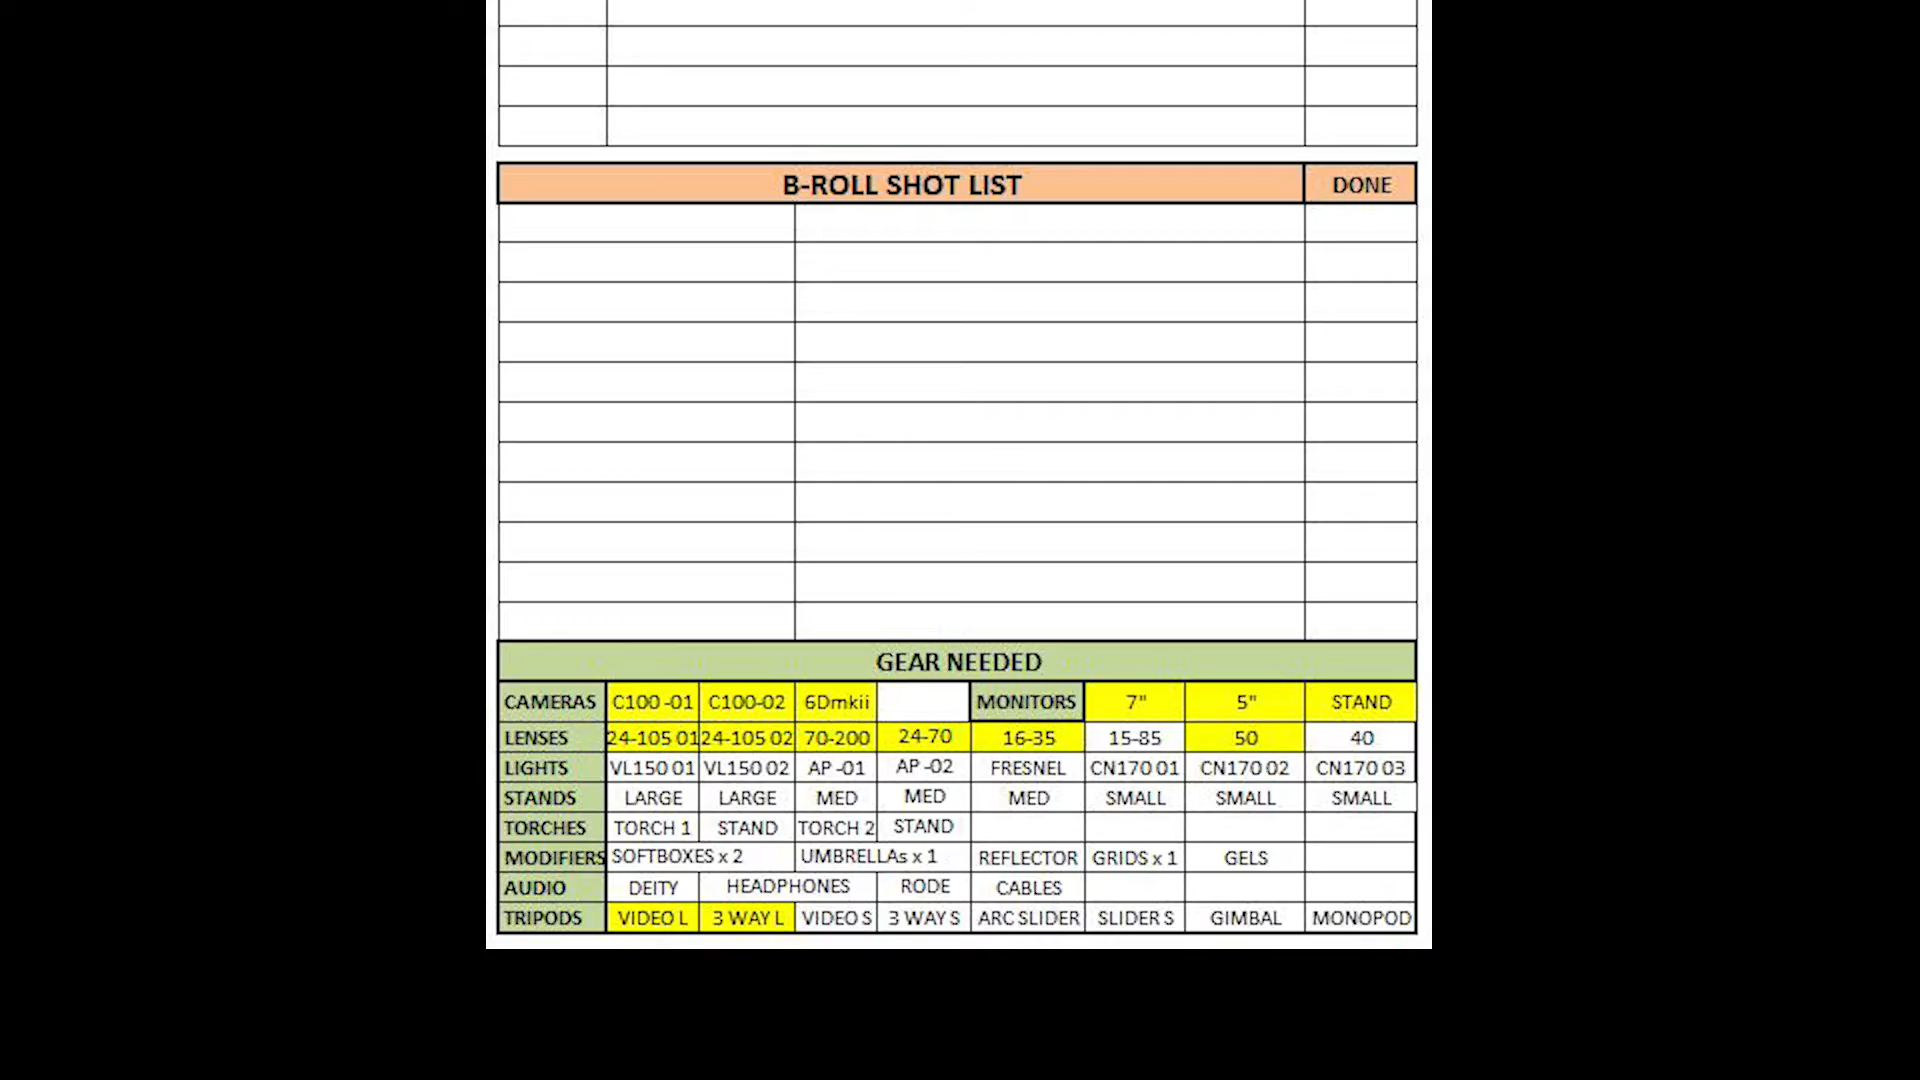 B-ROLL SHOT LIST DONE
GEAR NEEDED
CAMERAS C100 -01 C100-02 6Dmkii MONITORS 7" 5" STAND
LENSES 24-105 01 24-105 02 70-200 24-70 16-35 15-85 50 40
LIGHTS VL150 01 VL150 02 AP -01 AP -02 FRESNEL CN170 01 CN170 02 CN170 03
STANDS LARGE LARGE MED MED MED SMALL SMALL SMALL
TORCHES TORCH 1 STAND TORCH 2 STAND
MODIFIERS SOFTBOXES x 2 UMBRELLAs x 1 REFLECTOR GRIDS x 1 GELS
AUDIO DEITY HEADPHONES RODE CABLES
TRIPODS VIDEO L 3 WAY L VIDEO S 3 WAY S ARC SLIDER SLIDER S GIMBAL MONOPOD